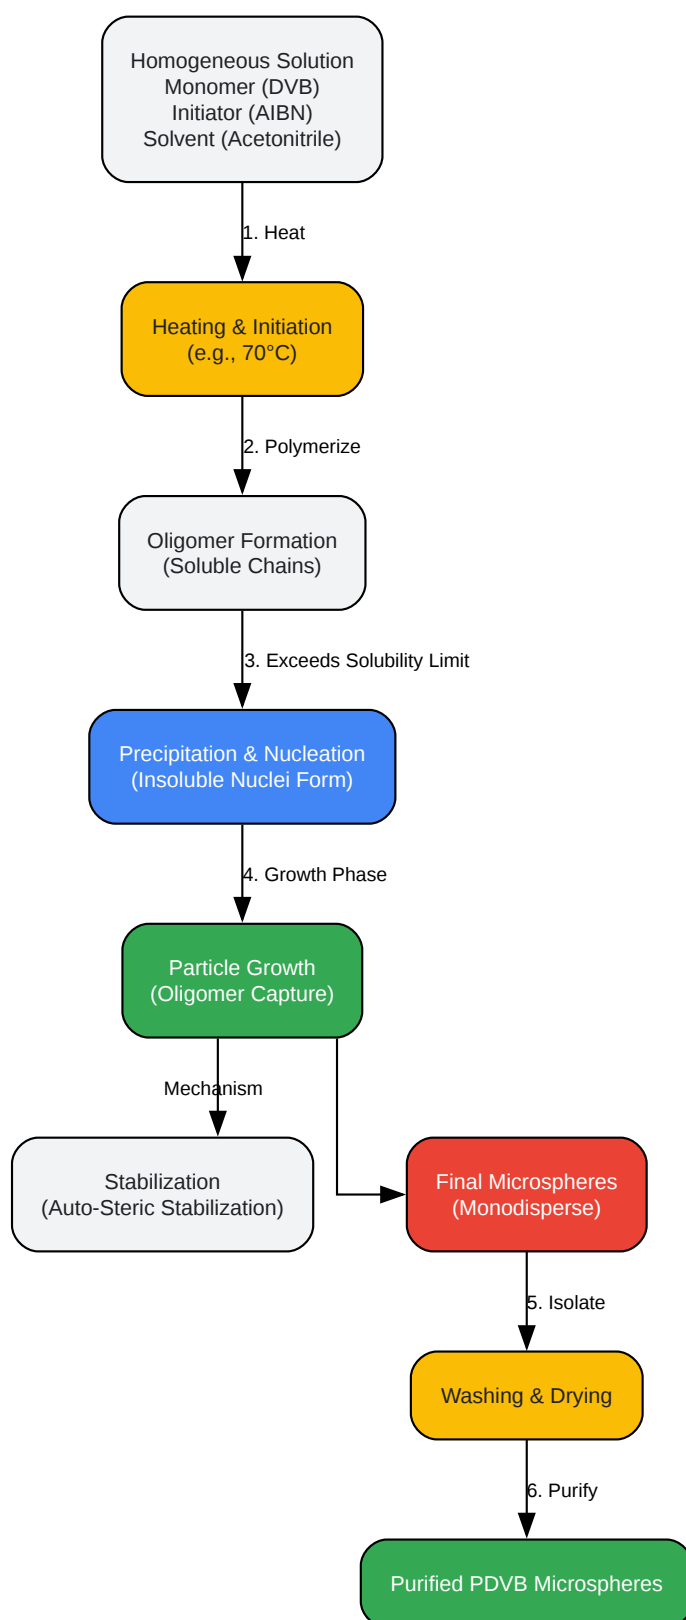 Homogeneous Solution
Monomer (DVB)
Initiator (AIBN)
Solvent (Acetonitrile)
1. Heat
Heating & Initiation
(e.g., 70°C)
2. Polymerize
Oligomer Formation
(Soluble Chains)
3. Exceeds Solubility Limit
Precipitation & Nucleation
(Insoluble Nuclei Form)
4. Growth Phase
Particle Growth
(Oligomer Capture)
Mechanism
Stabilization
(Auto-Steric Stabilization)
Final Microspheres
(Monodisperse)
5. Isolate
Washing & Drying
6. Purify
Purified PDVB Microspheres